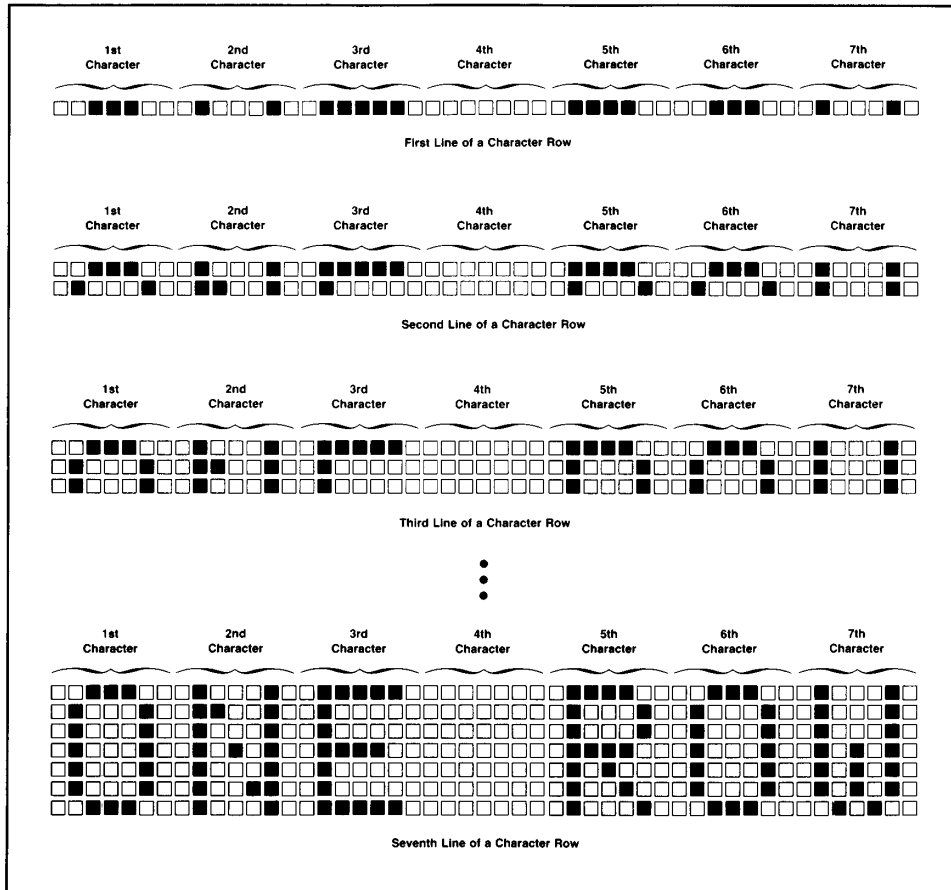 1st 2nd 3rd 4th 5th 6th 7th
Character Character Character Character Character Character Character
First Line of a Character Row
1st 2nd 3rd 4th 5th 6th 7th
Character Character Character Character Character Character Character
Second Line of a Character Row
1st 2nd 3rd 4th 5th 6th 7th
Character Character Character Character Character Character Character
Third Line of a Character Row
1st 2nd 3rd 4th 5th 6th 7th
Character Character Character Character Character Character Character
Seventh Line of a Character Row